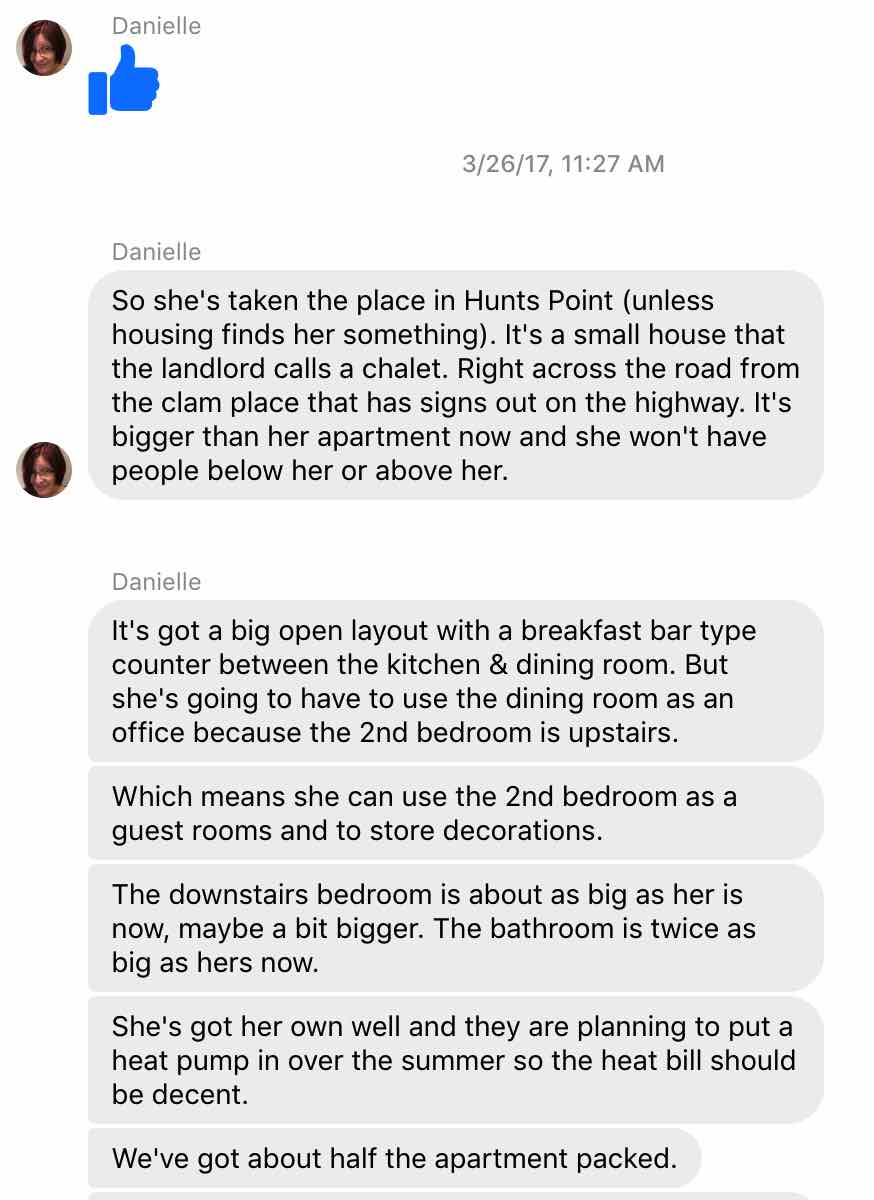 Danielle
3/26/17, 11:27 AM
Danielle
So she's taken the place in Hunts Point (unless
housing finds her something). It's a small house that
the landlord calls a chalet. Right across the road from
the clam place that has signs out on the highway. It's
bigger than her apartment now and she won't have
people below her or above her.
Danielle
It's got a big open layout with a breakfast bar type
counter between the kitchen & dining room. But
she's going to have to use the dining room as an
office because the 2nd bedroom is upstairs.
Which means she can use the 2nd bedroom as a
guest rooms and to store decorations.
The downstairs bedroom is about as big as her is
now, maybe a bit bigger. The bathroom is twice as
big as hers now.
She's got her own well and they are planning to put a
heat pump in over the summer so the heat bill should
be decent.
We've got about half the apartment packed.